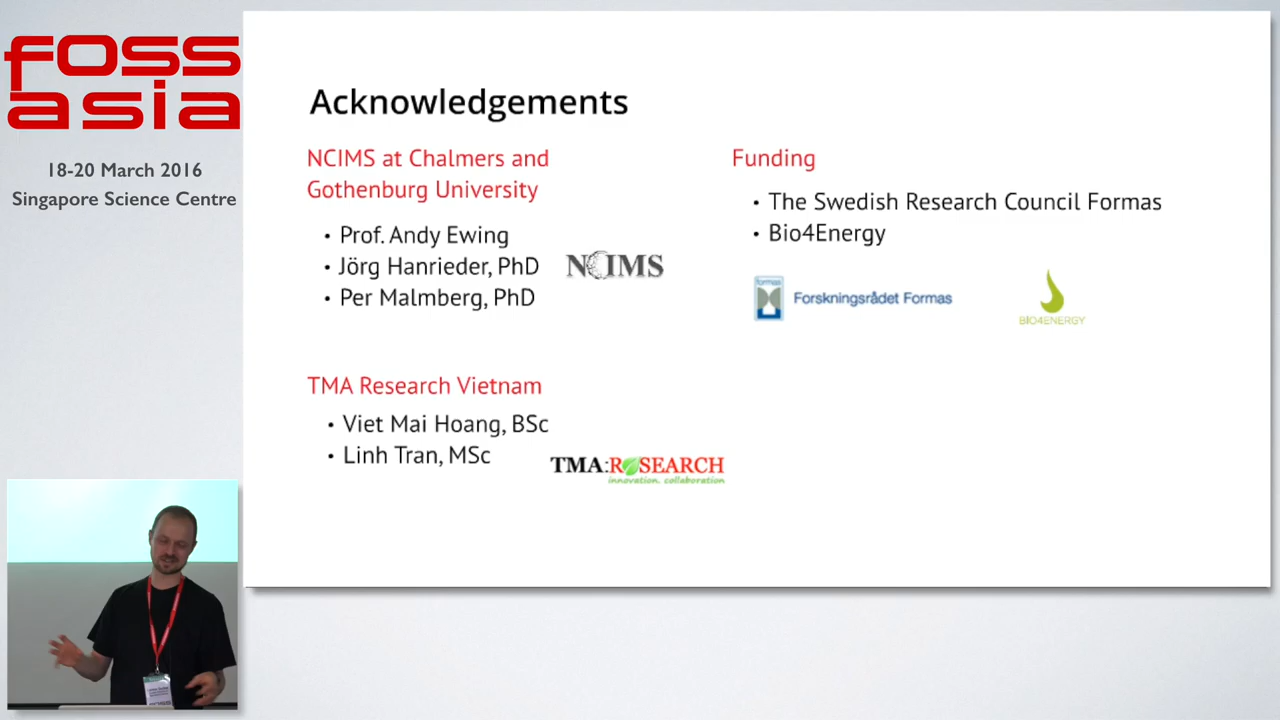 foss
asia
18-20 March 2016
Singapore Science Centre
Acknowledgements
NCIMS at Chalmers and
Gothenburg University
• Prof. Andy Ewing
• Jörg Hanrieder, PhD
• Per Malmberg, PhD
NCIMS
Funding
• The Swedish Research Council Formas
• Bio4Energy
formas
Forskningsrådet Formas
BIO4ENERGY
TMA Research Vietnam
• Viet Mai Hoang, BSc
• Linh Tran, MSc
TMA:RESEARCH
innovation. collaboration